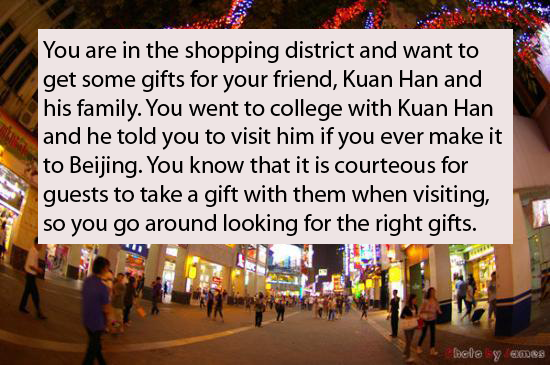 You are in the shopping district and want to
get some gifts for your friend, Kuan Han and
his family. You went to college with Kuan Han
and he told you to visit him if you ever make it
to Beijing. You know that it is courteous for
guests to take a gift with them when visiting,
so you go around looking for the right gifts.
Photo by James